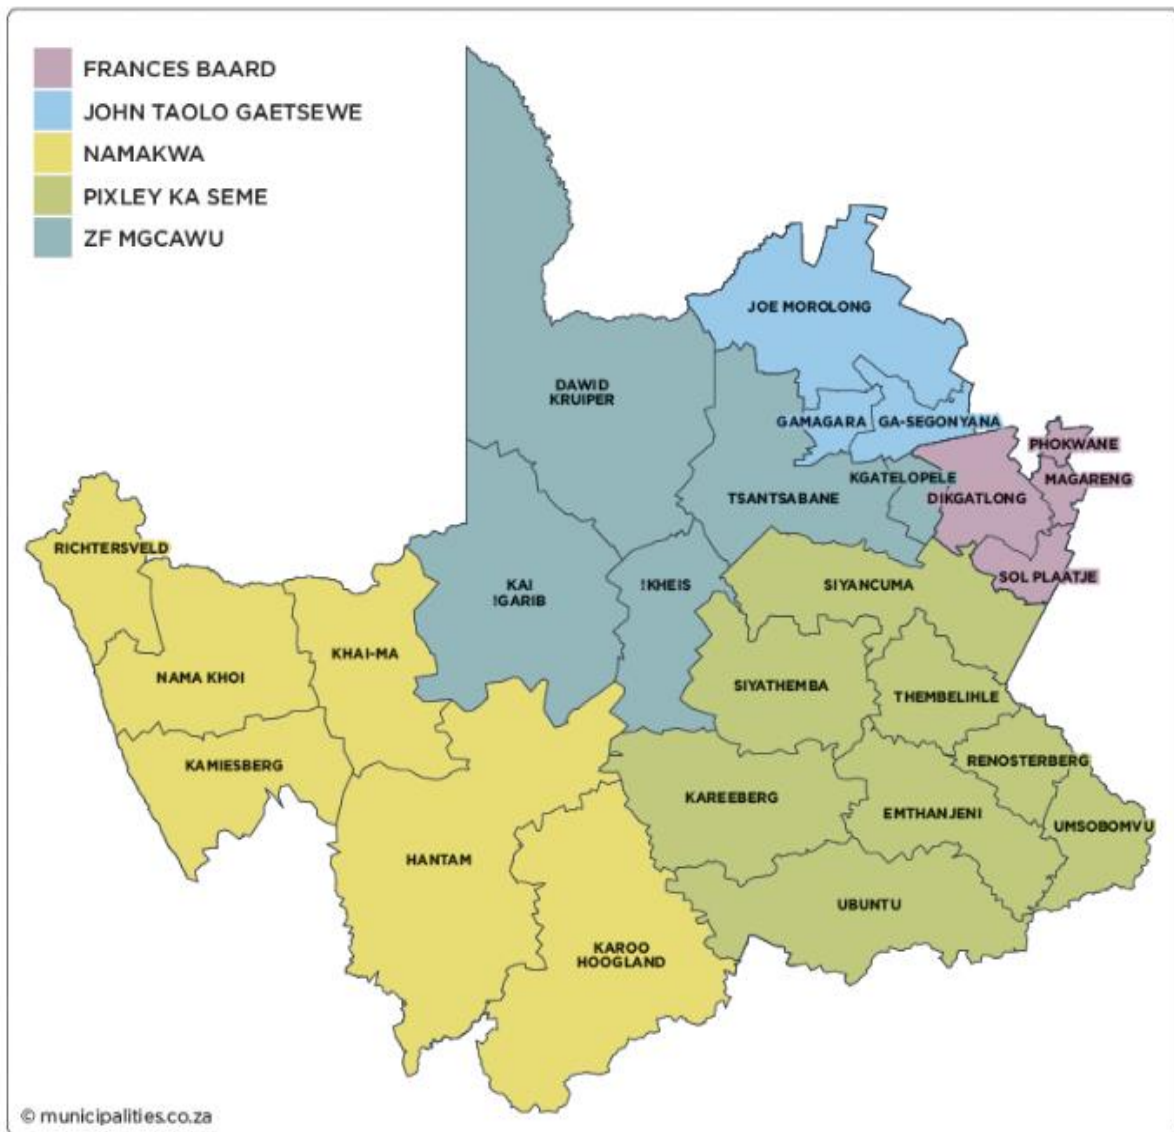 FRANCES BAARD
JOHN TAOLO GAETSEWE
NAMAKWA
PIXLEY KA SEME
ZF MGCAWU
JOE MOROLONG
DAWID
KRUIPER
GAMAGARA
GA-SEGONYANA
PHOKWANE
KGATELOPELE
MAGARENG
TSANTSABANE
DIKGATLONG
RICHTERSVELD
KAI
!GARIB
!KHEIS
SIYANCUMA
SOL PLAATJE
KHAI-MA
NAMA KHOI
SIYATHEMBA
THEMBELIHLE
KAMIESBERG
RENOSTERBERG
KAREEBERG
EMTHANJENI
UMSOBOMVU
HANTAM
UBUNTU
KAROO
HOOGLAND
© municipalities.co.za